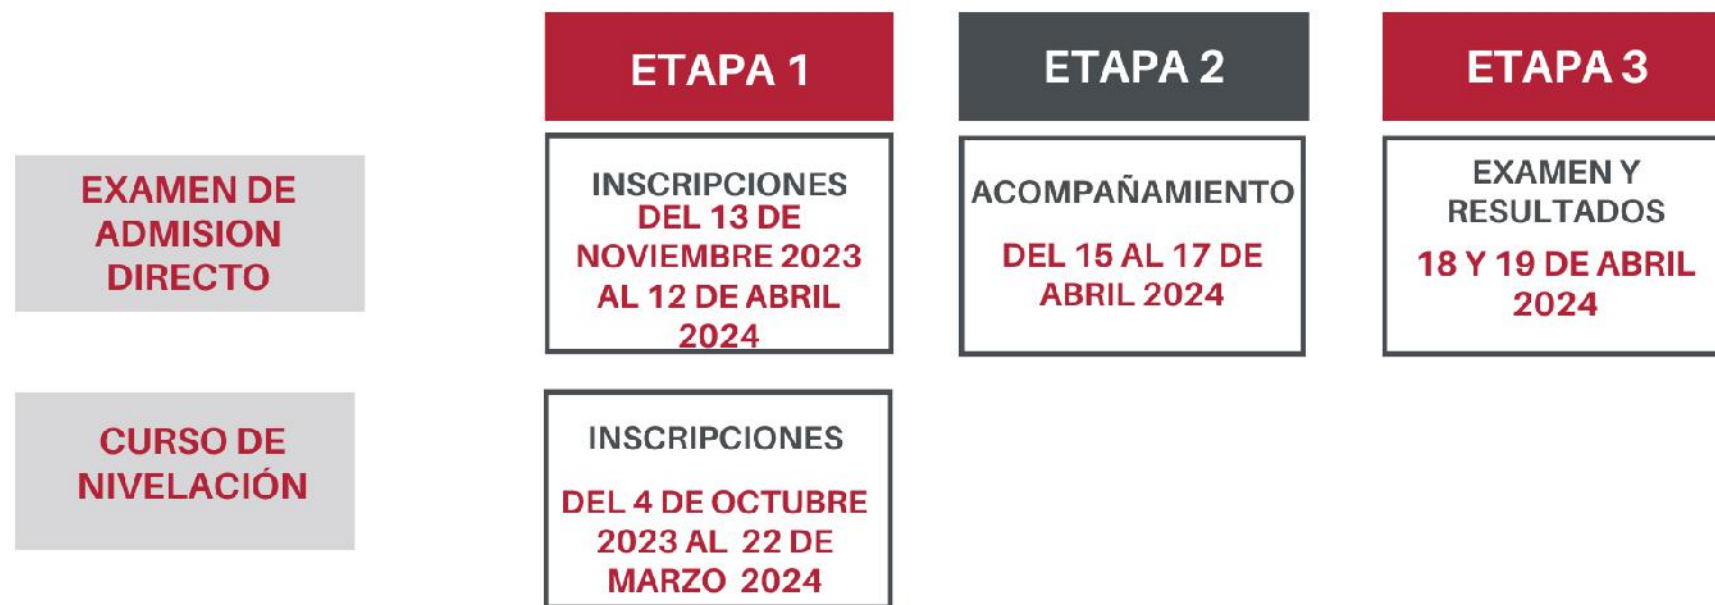 ETAPA 1
ETAPA 2
ETAPA 3
EXAMEN DE
ADMISION
DIRECTO
INSCRIPCIONES
DEL 13 DE
NOVIEMBRE 2023
AL 12 DE ABRIL
2024
ACOMPAÑAMIENTO
DEL 15 AL 17 DE
ABRIL 2024
EXAMEN Y
RESULTADOS
18 Y 19 DE ABRIL
2024
CURSO DE
NIVELACIÓN
INSCRIPCIONES
DEL 4 DE OCTUBRE
2023 AL 22 DE
MARZO 2024